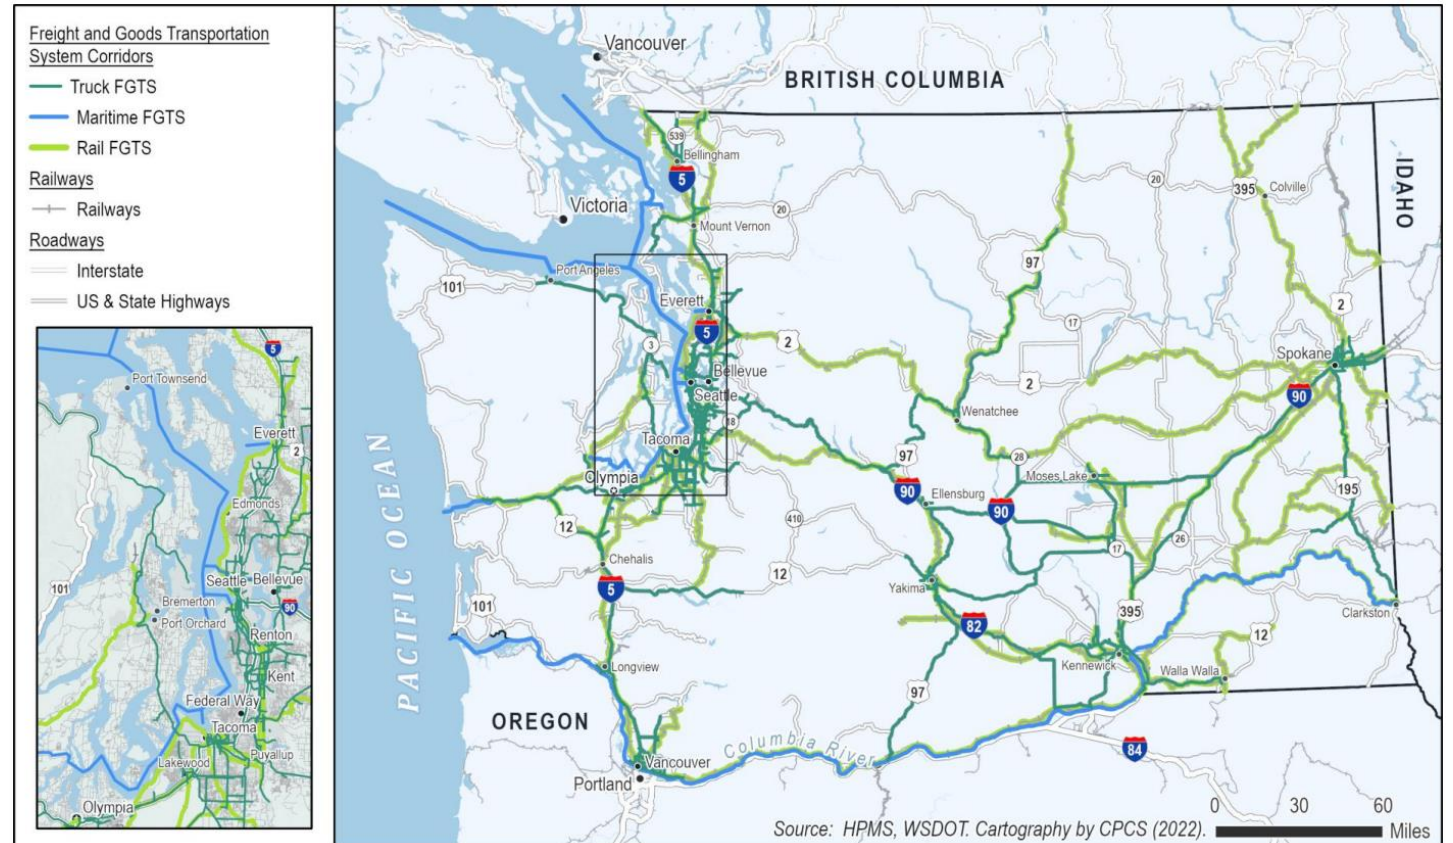 Freight and Goods Transportation
System Corridors
Truck FGTS
Maritime FGTS
Rail FGTS
Railways
Railways
Roadways
Interstate
US & State Highways
5
Port Townsend
Everett
2
Edmonds
101
Seattle
Bellevue
90
Bremerton
Port Orchard
Renton
Kent
Federal Way
Tacoma
Lakewood
Puyallup
Olympia
Vancouver
BRITISH COLUMBIA
539
Bellingham
5
IDAHO
20
395
Colville
Victoria
20
Mount Vernon
97
Port Angeles
101
Everett
5
17
2
3
2
Spokane
Bellevue
2
90
Seattle
Wenatchee
18
Tacoma
97
28
Moses Lake
PACIFIC OCEAN
Olympia
90
Ellensburg
90
195
12
410
17
26
Chehalis
12
5
Yakima
101
395
Clarkston
82
12
Longview
Kennewick
Walla Walla
97
OREGON
Columbia River
84
Vancouver
Portland
0 30 60
Miles
Source: HPMS, WSDOT. Cartography by CPCS (2022).